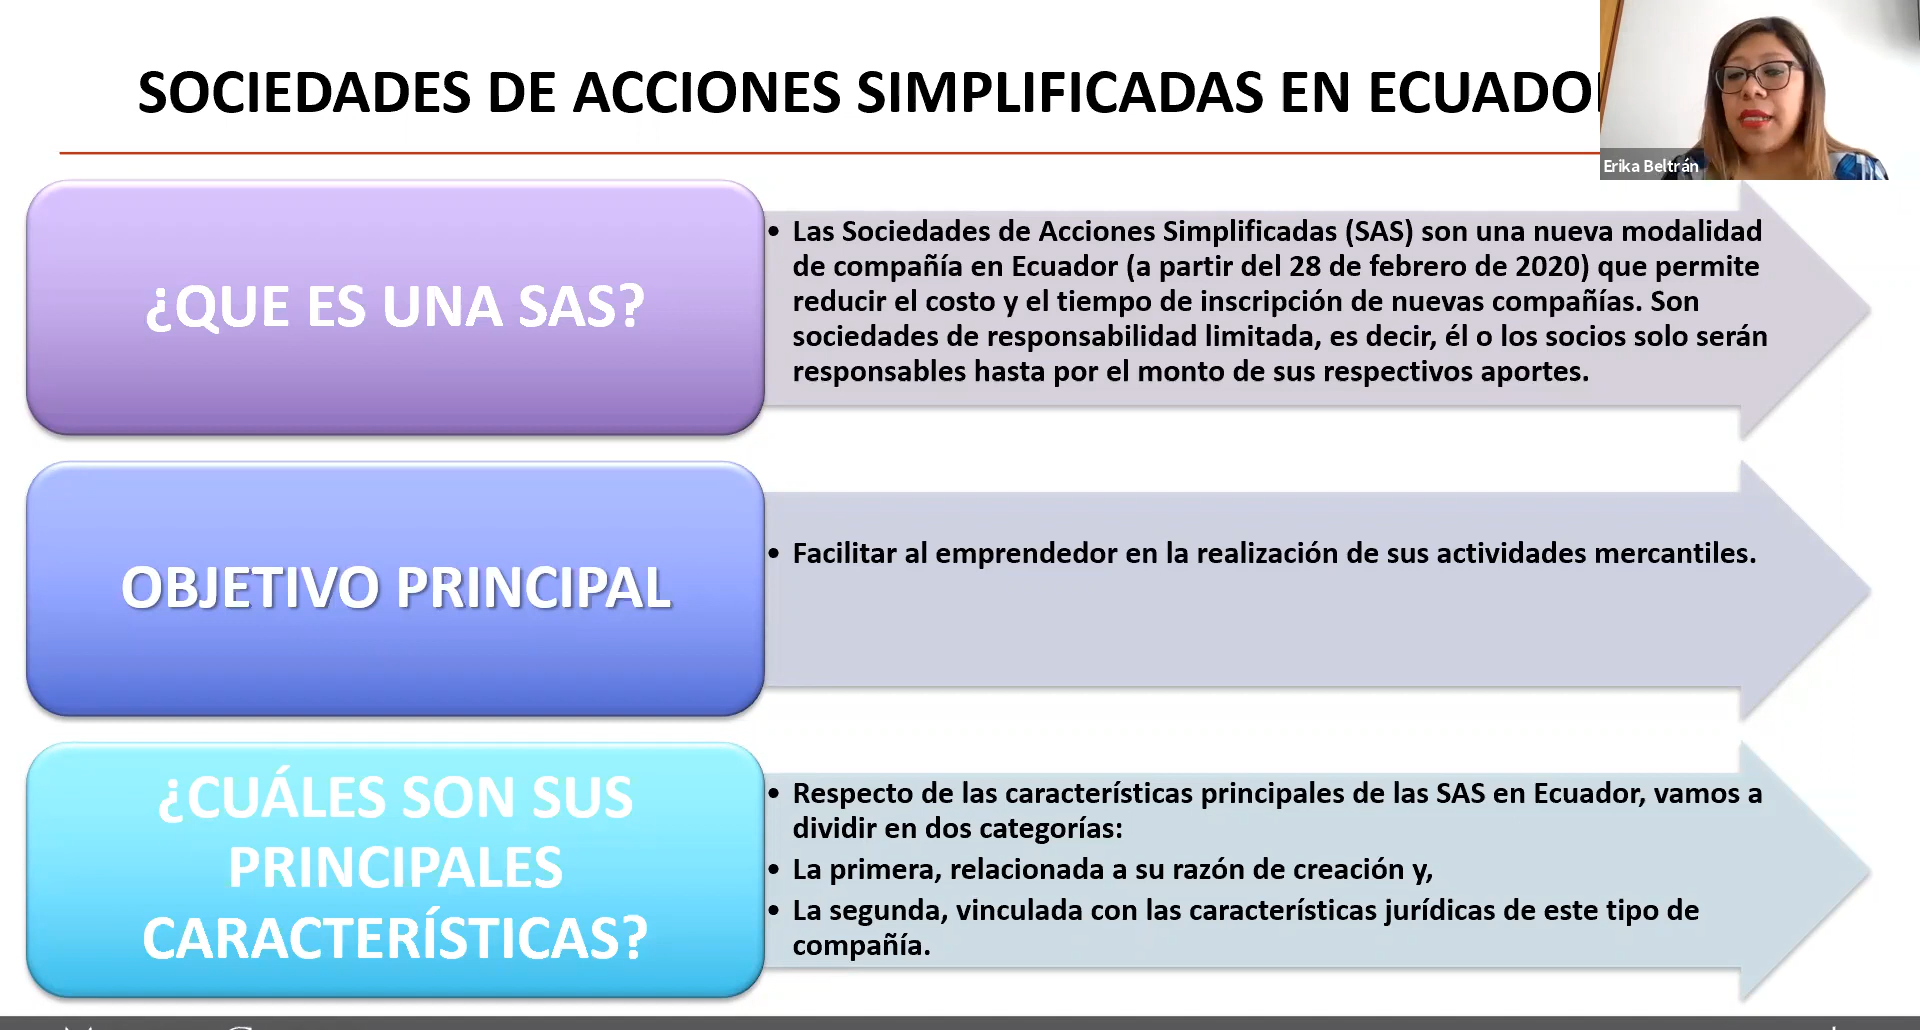 SOCIEDADES DE ACCIONES SIMPLIFICADAS EN ECUADO
Erika Beltrán
¿QUE ES UNA SAS?
• Las Sociedades de Acciones Simplificadas (SAS) son una nueva modalidad
de compañía en Ecuador (a partir del 28 de febrero de 2020) que permite
reducir el costo y el tiempo de inscripción de nuevas compañías. Son
sociedades de responsabilidad limitada, es decir, él o los socios solo serán
responsables hasta por el monto de sus respectivos aportes.
OBJETIVO PRINCIPAL
• Facilitar al emprendedor en la realización de sus actividades mercantiles.
¿CUÁLES SON SUS
PRINCIPALES
CARACTERÍSTICAS?
• Respecto de las características principales de las SAS en Ecuador, vamos a
dividir en dos categorías:
• La primera, relacionada a su razón de creación y,
• La segunda, vinculada con las características jurídicas de este tipo de
compañía.